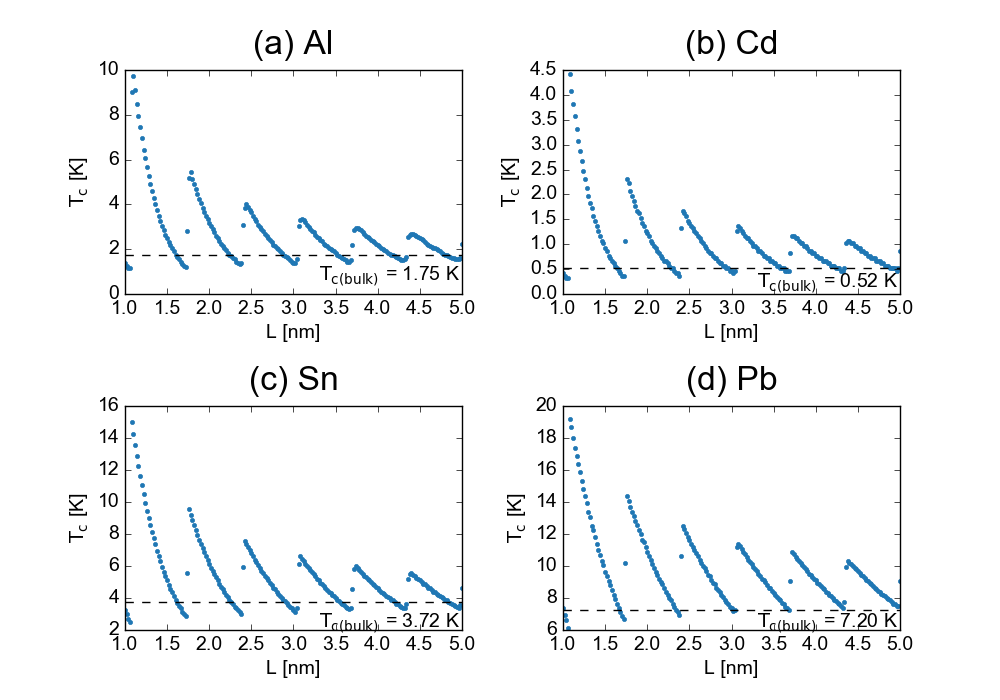 (a) Al
10
8
6
4
2
0
T_c [K]
T_c(bulk) = 1.75 K
1.0 1.5 2.0 2.5 3.0 3.5 4.0 4.5 5.0
L [nm]
(b) Cd
4.5
4.0
3.5
3.0
2.5
2.0
1.5
1.0
0.5
0.0
T_c [K]
T_c(bulk) = 0.52 K
1.0 1.5 2.0 2.5 3.0 3.5 4.0 4.5 5.0
L [nm]
(c) Sn
16
14
12
10
8
6
4
2
T_c [K]
T_c(bulk) = 3.72 K
1.0 1.5 2.0 2.5 3.0 3.5 4.0 4.5 5.0
L [nm]
(d) Pb
20
18
16
14
12
10
8
6
T_c [K]
T_c(bulk) = 7.20 K
1.0 1.5 2.0 2.5 3.0 3.5 4.0 4.5 5.0
L [nm]